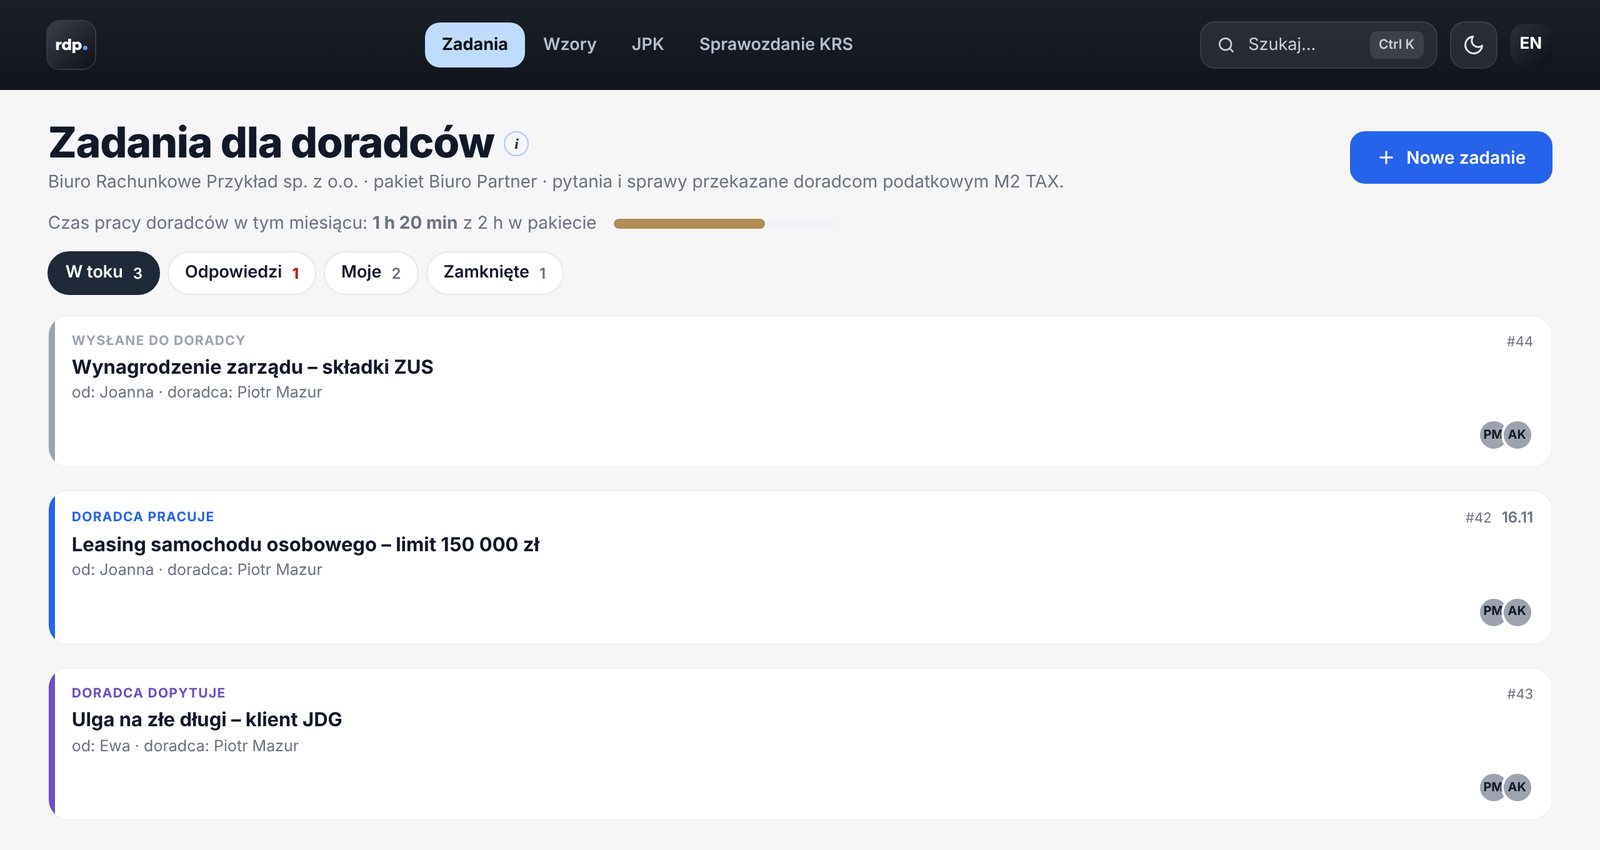 rdp.
Zadania Wzory JPK Sprawozdanie KRS
Szukaj... Ctrl K
EN
Zadania dla doradców i
Nowe zadanie
Biuro Rachunkowe Przykład sp. z o.o. · pakiet Biuro Partner · pytania i sprawy przekazane doradcom podatkowym M2 TAX.
Czas pracy doradców w tym miesiącu: 1 h 20 min z 2 h w pakiecie
W toku 3 Odpowiedzi 1 Moje 2 Zamknięte 1
WYSŁANE DO DORADCY #44
Wynagrodzenie zarządu – składki ZUS
od: Joanna · doradca: Piotr Mazur
PM AK
DORADCA PRACUJE #42 16.11
Leasing samochodu osobowego – limit 150 000 zł
od: Joanna · doradca: Piotr Mazur
PM AK
DORADCA DOPYTUJE #43
Ulga na złe długi – klient JDG
od: Ewa · doradca: Piotr Mazur
PM AK